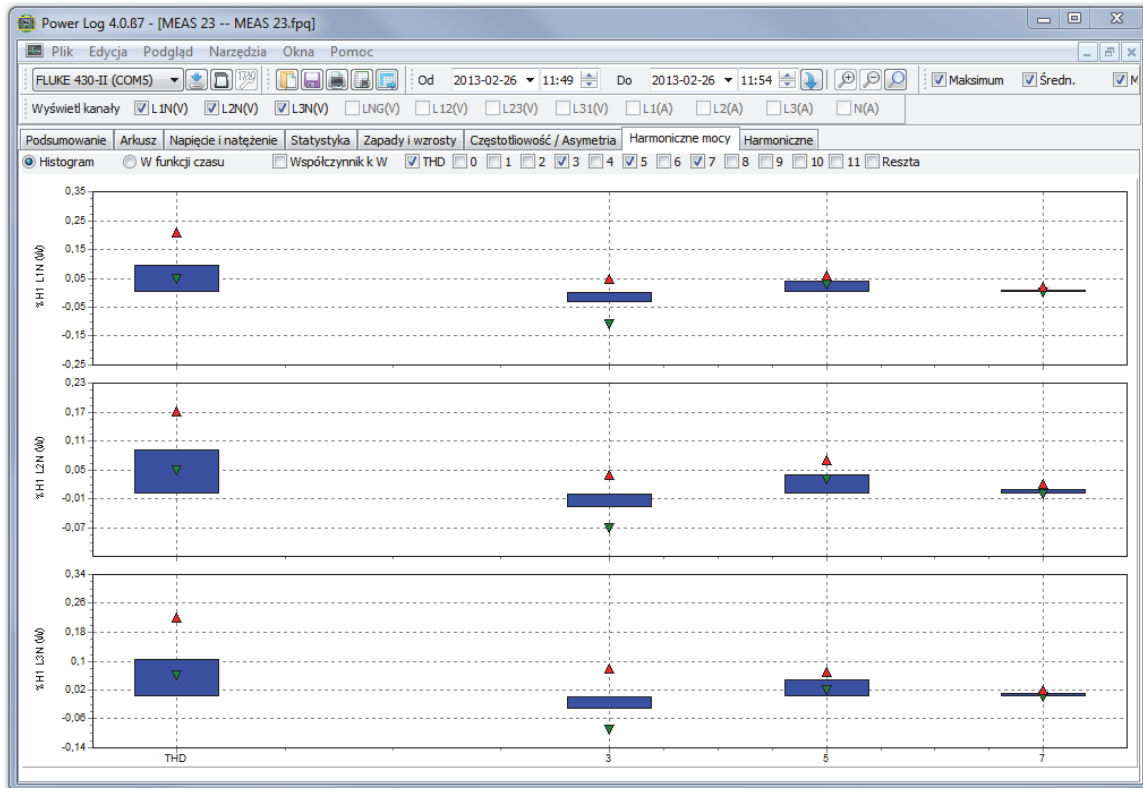 Power Log 4.0.ß7 - [MEAS 23 -- MEAS 23.fpq]
Plik Edycja Podgląd Narzędzia Okna Pomoc
FLUKE 430-II (COM5) Od 2013-02-26 11:49 Do 2013-02-26 11:54 Maksimum Średn. M
Wyświetl kanały L1N(V) L2N(V) L3N(V) LNG(V) L12(V) L23(V) L31(V) L1(A) L2(A) L3(A) N(A)
Podsumowanie Arkusz Napięcie i natężenie Statystyka Zapady i wzrosty Częstotliowość / Asymetria Harmoniczne mocy Harmoniczne
Histogram W funkcji czasu Współczynnik k W THD 0 1 2 3 4 5 6 7 8 9 10 11 Reszta
%H1 L1N (W)
0,35
0,25
0,15
0,05
-0,05
-0,15
-0,25
%H1 L2N (W)
0,23
0,17
0,11
0,05
-0,01
-0,07
%H1 L3N (W)
0,34
0,26
0,18
0,1
0,02
-0,06
-0,14
THD 3 5 7